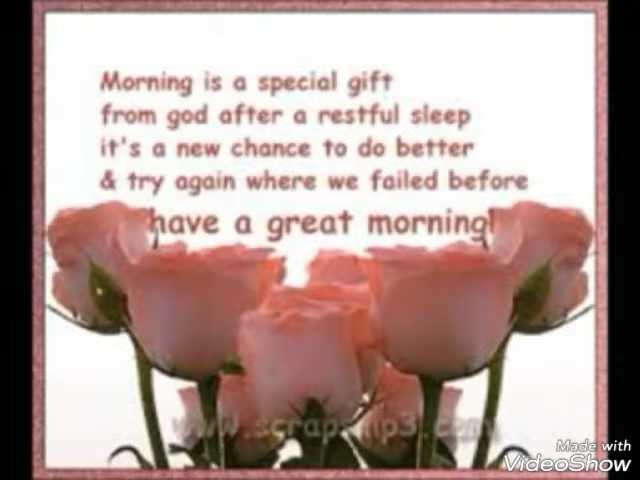 Morning is a special gift
from god after a restful sleep
it's a new chance to do better
& try again where we failed before
have a great morning!
Made with
VideoShow